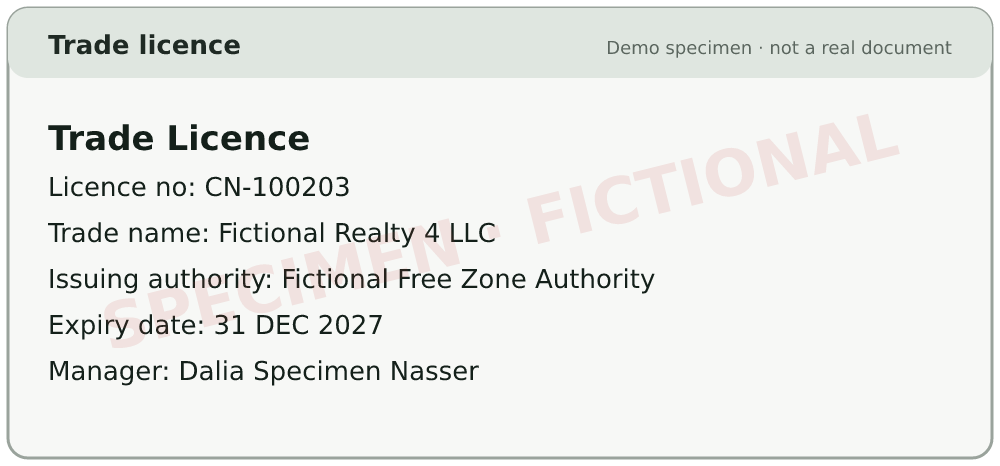 Trade licence
Demo specimen · not a real document
Trade Licence
Licence no: CN-100203
Trade name: Fictional Realty 4 LLC
Issuing authority: Fictional Free Zone Authority
Expiry date: 31 DEC 2027
Manager: Dalia Specimen Nasser
SPECIMEN · FICTIONAL